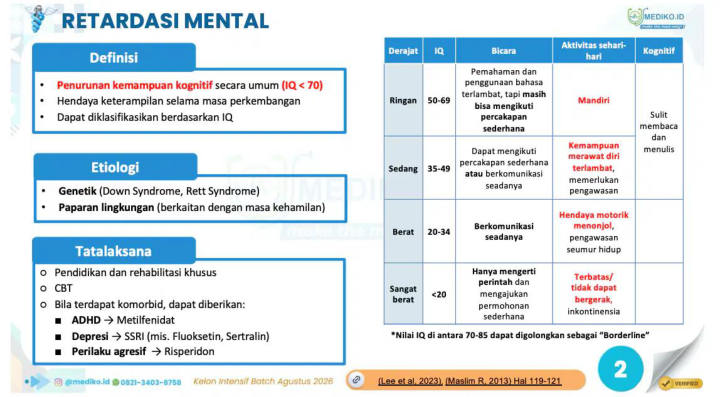 RETARDASI MENTAL
MEDIKO.ID
Definisi
• Penurunan kemampuan kognitif secara umum (IQ < 70)
• Hendaya keterampilan selama masa perkembangan
• Dapat diklasifikasikan berdasarkan IQ
Etiologi
• Genetik (Down Syndrome, Rett Syndrome)
• Paparan lingkungan (berkaitan dengan masa kehamilan)
Tatalaksana
o Pendidikan dan rehabilitasi khusus
o CBT
o Bila terdapat komorbid, dapat diberikan:
■ ADHD → Metilfenidat
■ Depresi → SSRI (mis. Fluoksetin, Sertralin)
■ Perilaku agresif → Risperidon
Derajat IQ Bicara Aktivitas sehari-
hari Kognitif
Ringan 50-69
Pemahaman dan
penggunaan bahasa
terlambat, tapi masih
bisa mengikuti
percakapan
sederhana
Mandiri
Sulit
membaca
dan
menulis
Sedang 35-49
Dapat mengikuti
percakapan sederhana
atau berkomunikasi
seadanya
Kemampuan
merawat diri
terlambat,
memerlukan
pengawasan
Berat 20-34
Berkomunikasi
seadanya
Hendaya motorik
menonjol,
pengawasan
seumur hidup
Sangat
berat <20
Hanya mengerti
perintah dan
mengajukan
permohonan
sederhana
Terbatas/
tidak dapat
bergerak,
inkontinensia
*Nilai IQ di antara 70-85 dapat digolongkan sebagai "Borderline"
@mediko.id 0821-3403-8758 Kelon Intensif Batch Agustus 2026
(Lee et al, 2023), (Maslim R, 2013) Hal 119-121
2
VERIFIED